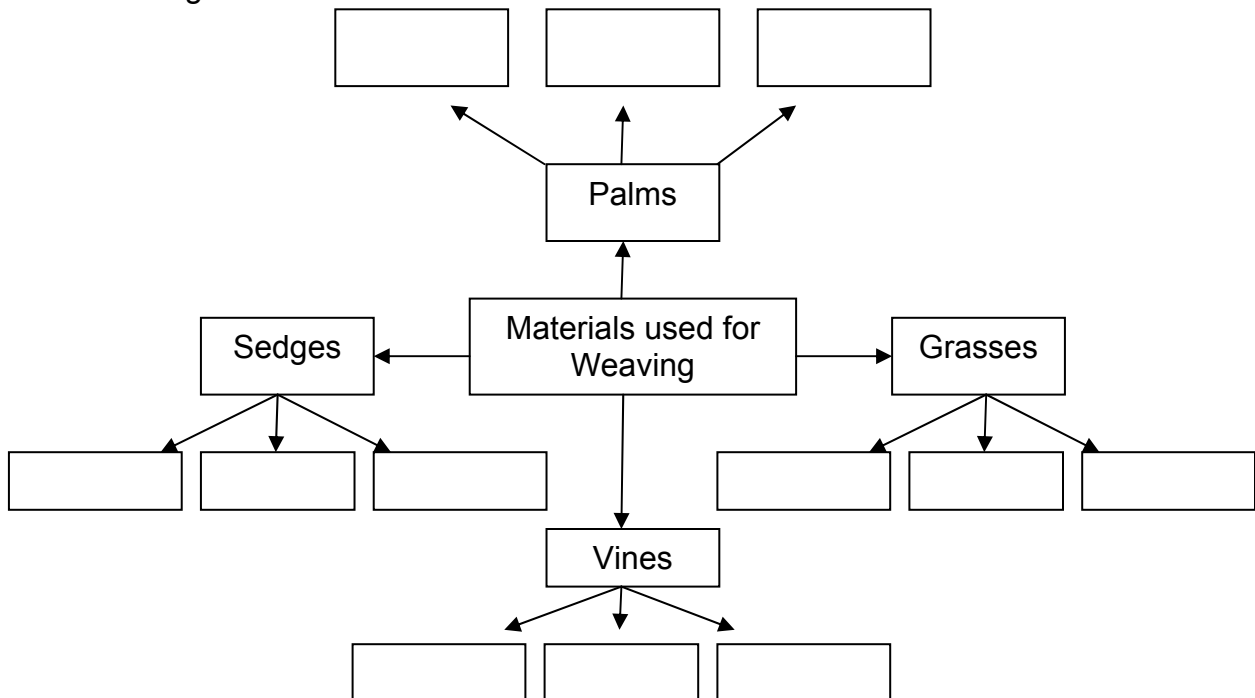 Palms
Materials used for
Weaving
Sedges
Grasses
Vines